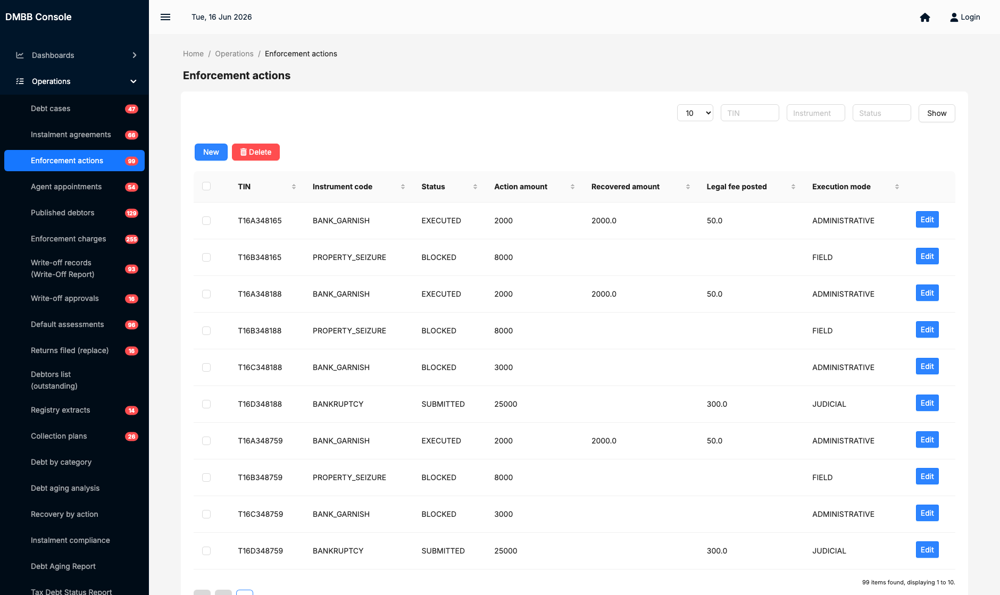 DMBB Console
Tue, 16 Jun 2026
Login
Dashboards
Operations
Debt cases 47
Instalment agreements 66
Enforcement actions 99
Agent appointments 54
Published debtors 129
Enforcement charges 255
Write-off records
(Write-Off Report) 93
Write-off approvals 16
Default assessments 96
Returns filed (replace) 16
Debtors list
(outstanding)
Registry extracts 14
Collection plans 26
Debt by category
Debt aging analysis
Recovery by action
Instalment compliance
Debt Aging Report
Tax Debt Status Report
Home / Operations / Enforcement actions
Enforcement actions
10 TIN Instrument Status Show
New Delete
TIN Instrument code Status Action amount Recovered amount Legal fee posted Execution mode
T16A348165 BANK_GARNISH EXECUTED 2000 2000.0 50.0 ADMINISTRATIVE Edit
T16B348165 PROPERTY_SEIZURE BLOCKED 8000 FIELD Edit
T16A348188 BANK_GARNISH EXECUTED 2000 2000.0 50.0 ADMINISTRATIVE Edit
T16B348188 PROPERTY_SEIZURE BLOCKED 8000 FIELD Edit
T16C348188 BANK_GARNISH BLOCKED 3000 ADMINISTRATIVE Edit
T16D348188 BANKRUPTCY SUBMITTED 25000 300.0 JUDICIAL Edit
T16A348759 BANK_GARNISH EXECUTED 2000 2000.0 50.0 ADMINISTRATIVE Edit
T16B348759 PROPERTY_SEIZURE BLOCKED 8000 FIELD Edit
T16C348759 BANK_GARNISH BLOCKED 3000 ADMINISTRATIVE Edit
T16D348759 BANKRUPTCY SUBMITTED 25000 300.0 JUDICIAL Edit
99 items found, displaying 1 to 10.